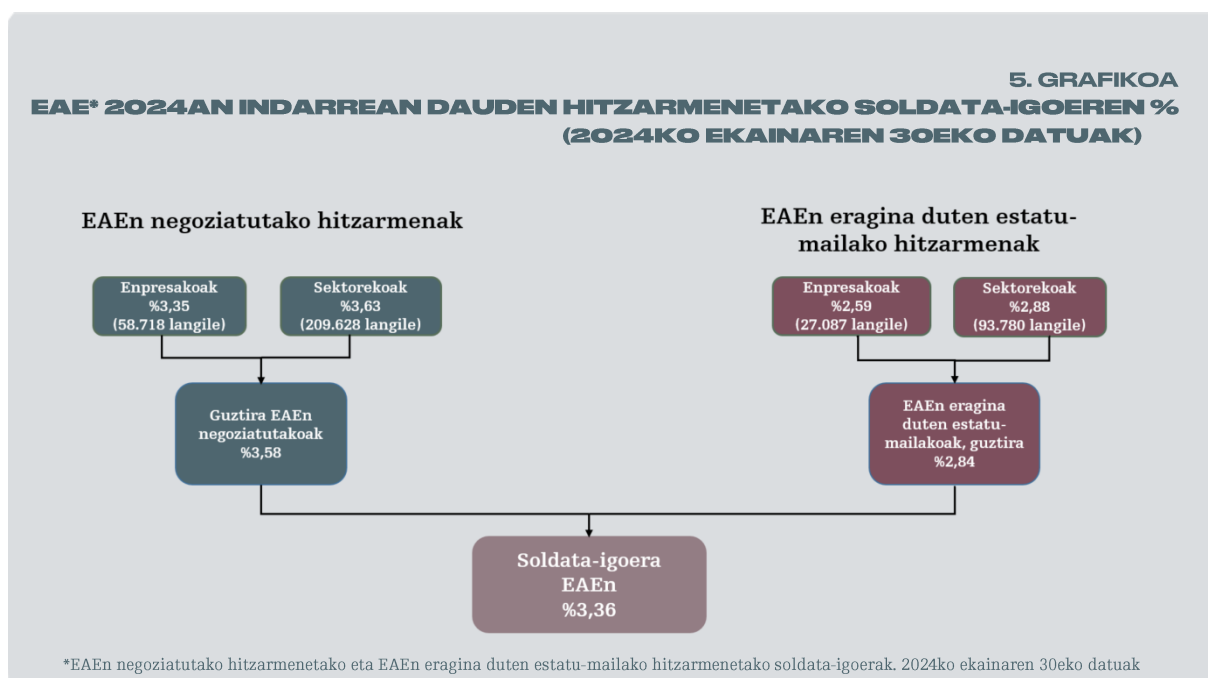 5. GRAFIKOA
EAE* 2024AN INDARREAN DAUDEN HITZARMENETAKO SOLDATA-IGOEREN %
(2024KO EKAINAREN 30EKO DATUAK)
EAEn negoziatutako hitzarmenak
EAEn eragina duten estatu-
mailako hitzarmenak
Enpresakoak
%3,35
(58.718 langile)
Sektorekoak
%3,63
(209.628 langile)
Enpresakoak
%2,59
(27.087 langile)
Sektorekoak
%2,88
(93.780 langile)
Guztira EAEn
negoziatutakoak
%3,58
EAEn eragina
duten estatu-
mailakoak, guztira
%2,84
Soldata-igoera
EAEn
%3,36
*EAEn negoziatutako hitzarmenetako eta EAEn eragina duten estatu-mailako hitzarmenetako soldata-igoerak. 2024ko ekainaren 30eko datuak